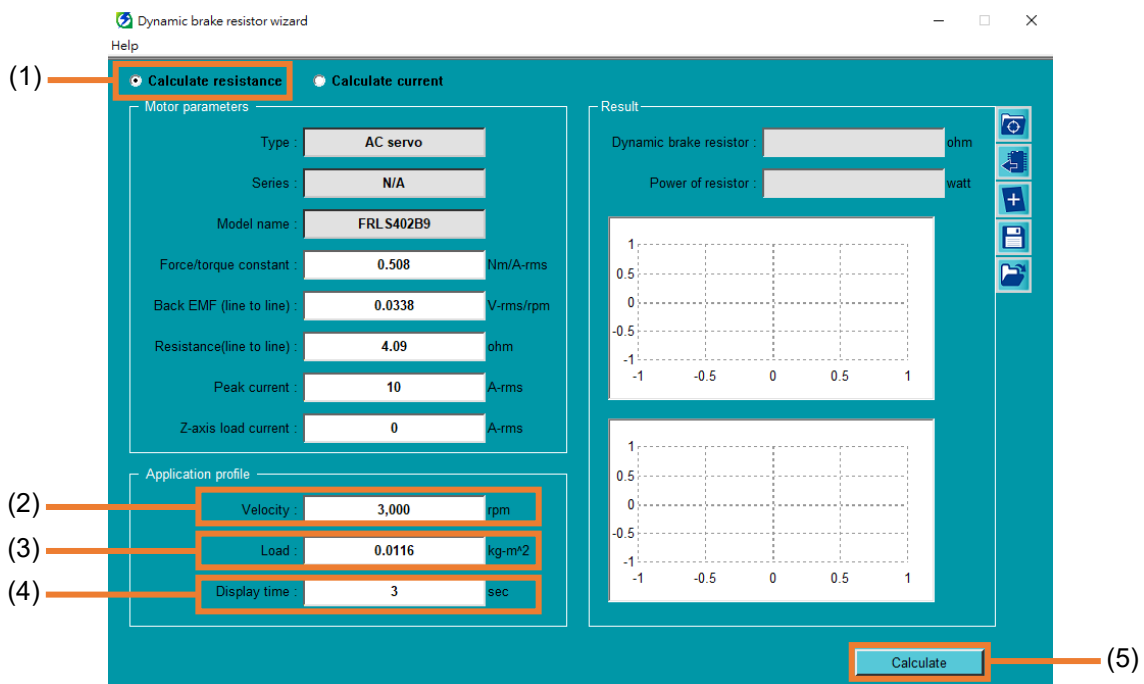 Dynamic brake resistor wizard
Help
(1)
Calculate resistance
Calculate current
Motor parameters
Type : AC servo
Series : N/A
Model name : FRLS402B9
Force/torque constant : 0.508 Nm/A-rms
Back EMF (line to line) : 0.0338 V-rms/rpm
Resistance(line to line) : 4.09 ohm
Peak current : 10 A-rms
Z-axis load current : 0 A-rms
Application profile
(2)
Velocity : 3,000 rpm
(3)
Load : 0.0116 kg-m^2
(4)
Display time : 3 sec
Result
Dynamic brake resistor : ohm
Power of resistor : watt
1
0.5
0
-0.5
-1
-1 -0.5 0 0.5 1
1
0.5
0
-0.5
-1
-1 -0.5 0 0.5 1
Calculate
(5)